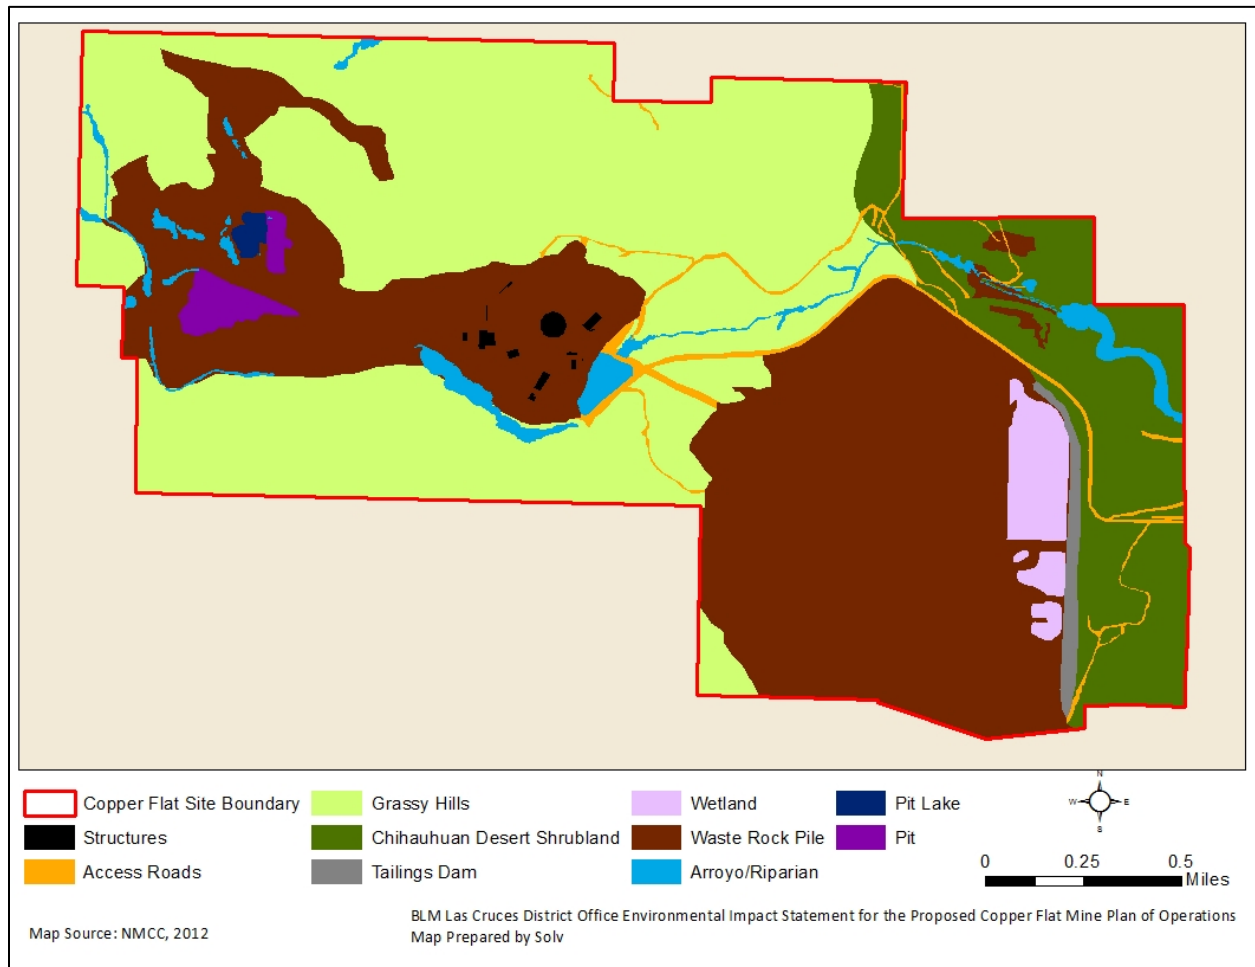 Copper Flat Site Boundary
Grassy Hills
Wetland
Pit Lake
Structures
Chihauhuan Desert Shrubland
Waste Rock Pile
Pit
Access Roads
Tailings Dam
Arroyo/Riparian
N
W E
S
0 0.25 0.5
Miles
Map Source: NMCC, 2012
BLM Las Cruces District Office Environmental Impact Statement for the Proposed Copper Flat Mine Plan of Operations
Map Prepared by Solv